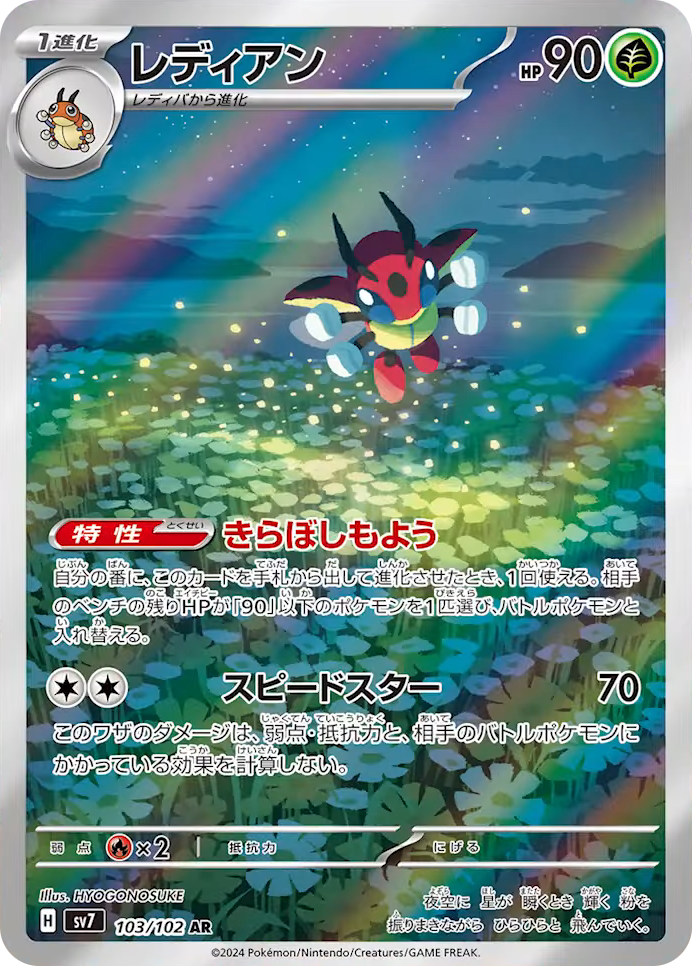 1進化
レディアン
HP90
レディバから進化
特性 とくせい
きらぼしもよう
自分の番に、このカードを手札から出して進化させたとき、1回使える。相手
のベンチの残りHPが「90」以下のポケモンを1匹選び、バトルポケモンと
入れ替える。
スピードスター 70
このワザのダメージは、弱点・抵抗力と、相手のバトルポケモンに
かかっている効果を計算しない。
弱点 ×2 抵抗力 にげる
Illus. HYOGONOSUKE
夜空に 星が 瞬くとき 輝く 粉を
振りまきながら ひらひらと 飛んでいく。
H sv7 103/102 AR
©2024 Pokémon/Nintendo/Creatures/GAME FREAK.